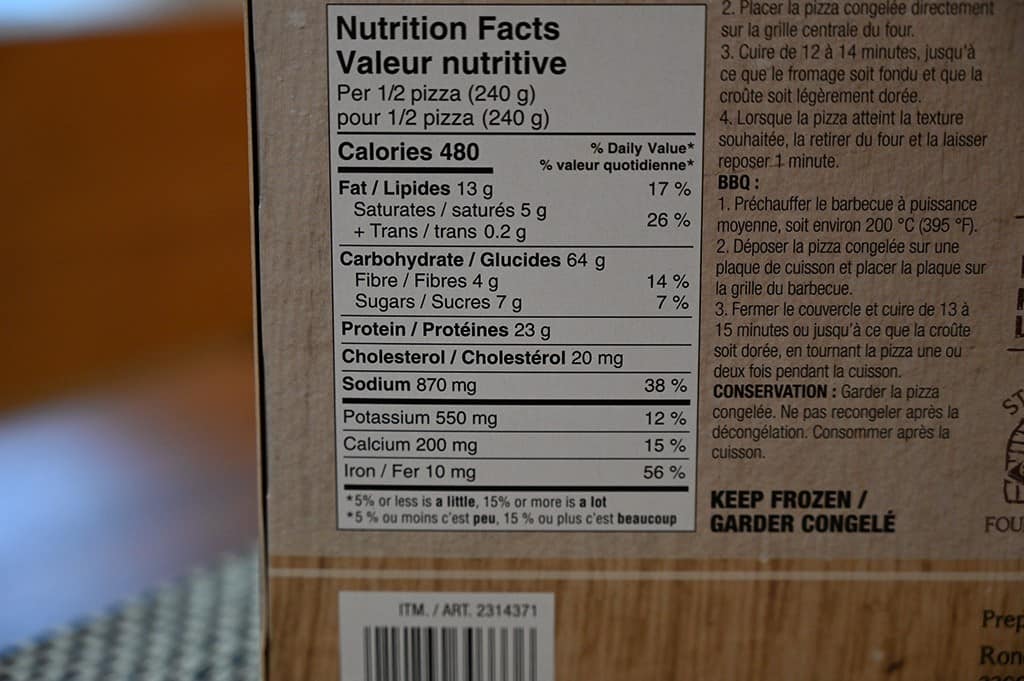 Nutrition Facts
Valeur nutritive
Per 1/2 pizza (240 g)
pour 1/2 pizza (240 g)
Calories 480
% Daily Value*
% valeur quotidienne*
Fat / Lipides 13 g 17 %
Saturates / saturés 5 g
+ Trans / trans 0.2 g
26 %
Carbohydrate / Glucides 64 g
Fibre / Fibres 4 g 14 %
Sugars / Sucres 7 g 7 %
Protein / Protéines 23 g
Cholesterol / Cholestérol 20 mg
Sodium 870 mg 38 %
Potassium 550 mg 12 %
Calcium 200 mg 15 %
Iron / Fer 10 mg 56 %
*5% or less is a little, 15% or more is a lot
*5 % ou moins c'est peu, 15 % ou plus c'est beaucoup
2. Placer la pizza congelée directement
sur la grille centrale du four.
3. Cuire de 12 à 14 minutes, jusqu'à
ce que le fromage soit fondu et que la
croûte soit légèrement dorée.
4. Lorsque la pizza atteint la texture
souhaitée, la retirer du four et la laisser
reposer 1 minute.
BBQ :
1. Préchauffer le barbecue à puissance
moyenne, soit environ 200 °C (395 °F).
2. Déposer la pizza congelée sur une
plaque de cuisson et placer la plaque sur
la grille du barbecue.
3. Fermer le couvercle et cuire de 13 à
15 minutes ou jusqu'à ce que la croûte
soit dorée, en tournant la pizza une ou
deux fois pendant la cuisson.
CONSERVATION : Garder la pizza
congelée. Ne pas recongeler après la
décongélation. Consommer après la
cuisson.
KEEP FROZEN /
GARDER CONGELÉ
ST
FOU
ITM. / ART. 2314371
Prep
Ron